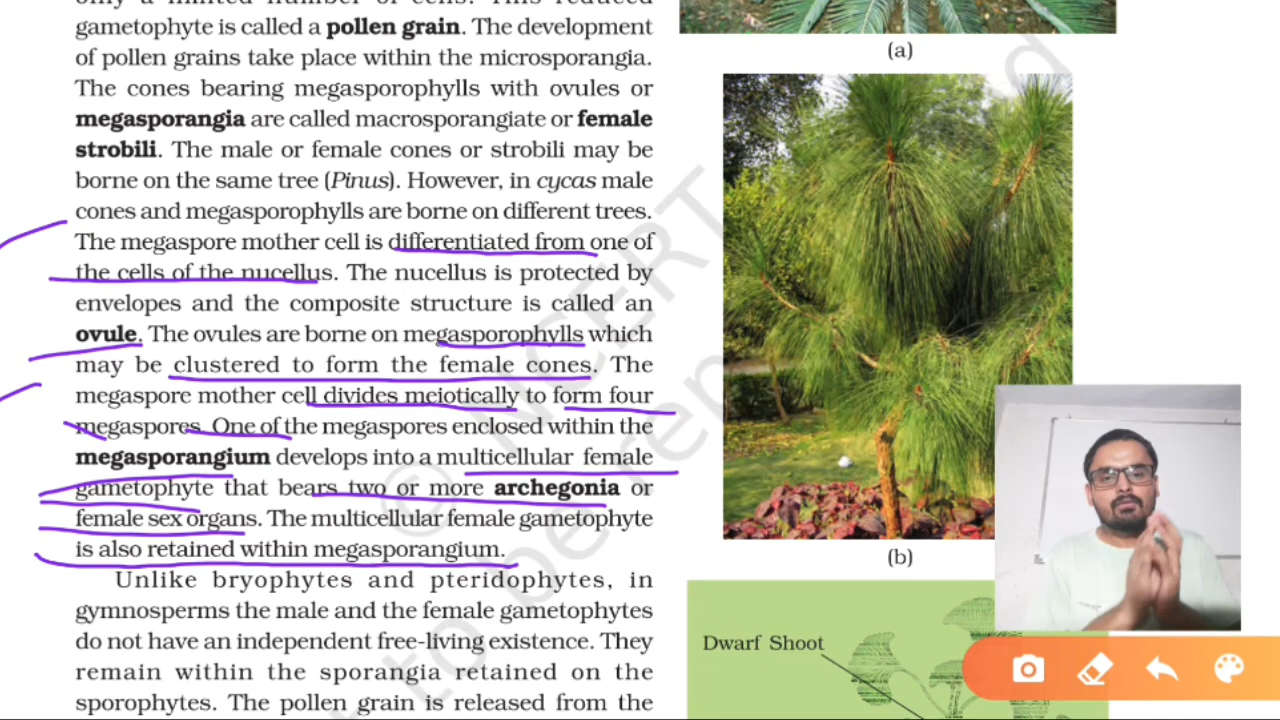 only a limited number of cells. This reduced
gametophyte is called a pollen grain. The development
of pollen grains take place within the microsporangia.
The cones bearing megasporophylls with ovules or
megasporangia are called macrosporangiate or female
strobili. The male or female cones or strobili may be
borne on the same tree (Pinus). However, in cycas male
cones and megasporophylls are borne on different trees.
The megaspore mother cell is differentiated from one of
the cells of the nucellus. The nucellus is protected by
envelopes and the composite structure is called an
ovule. The ovules are borne on megasporophylls which
may be clustered to form the female cones. The
megaspore mother cell divides meiotically to form four
megaspores. One of the megaspores enclosed within the
megasporangium develops into a multicellular female
gametophyte that bears two or more archegonia or
female sex organs. The multicellular female gametophyte
is also retained within megasporangium.
Unlike bryophytes and pteridophytes, in
gymnosperms the male and the female gametophytes
do not have an independent free-living existence. They
remain within the sporangia retained on the
sporophytes. The pollen grain is released from the
(a)
(b)
Dwarf Shoot
© NCERT